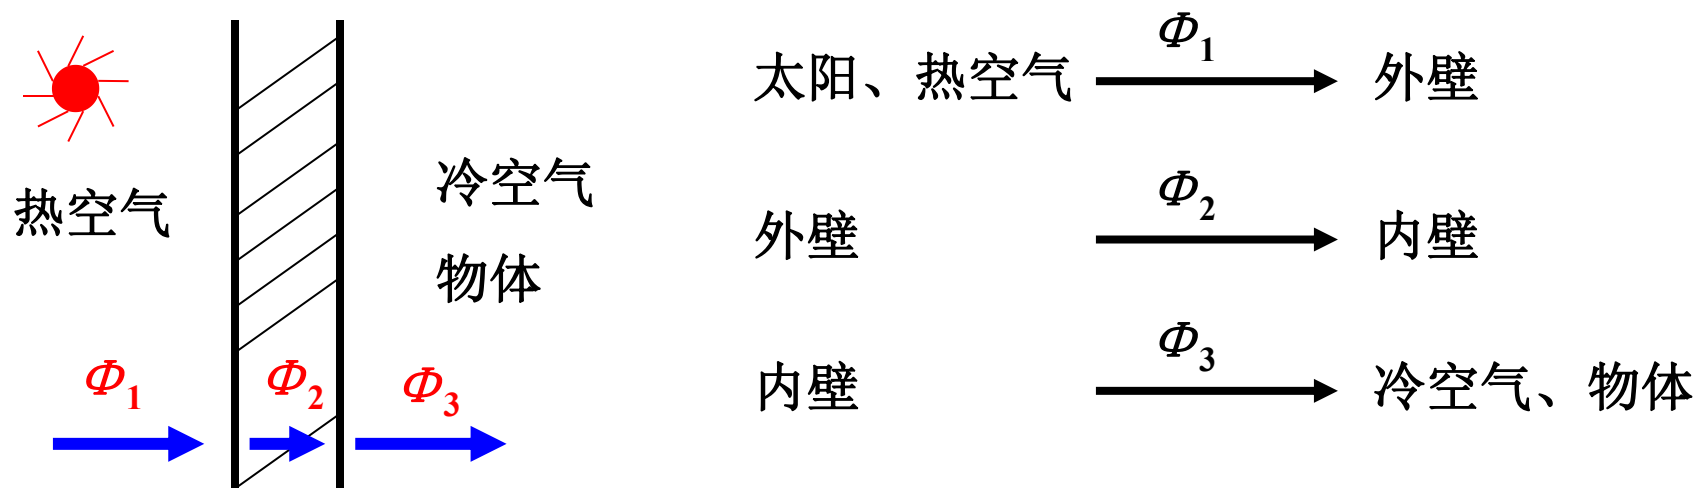 热空气
冷空气
物体
Φ1
Φ2
Φ3
太阳、热空气 Φ1 外壁
外壁 Φ2 内壁
内壁 Φ3 冷空气、物体